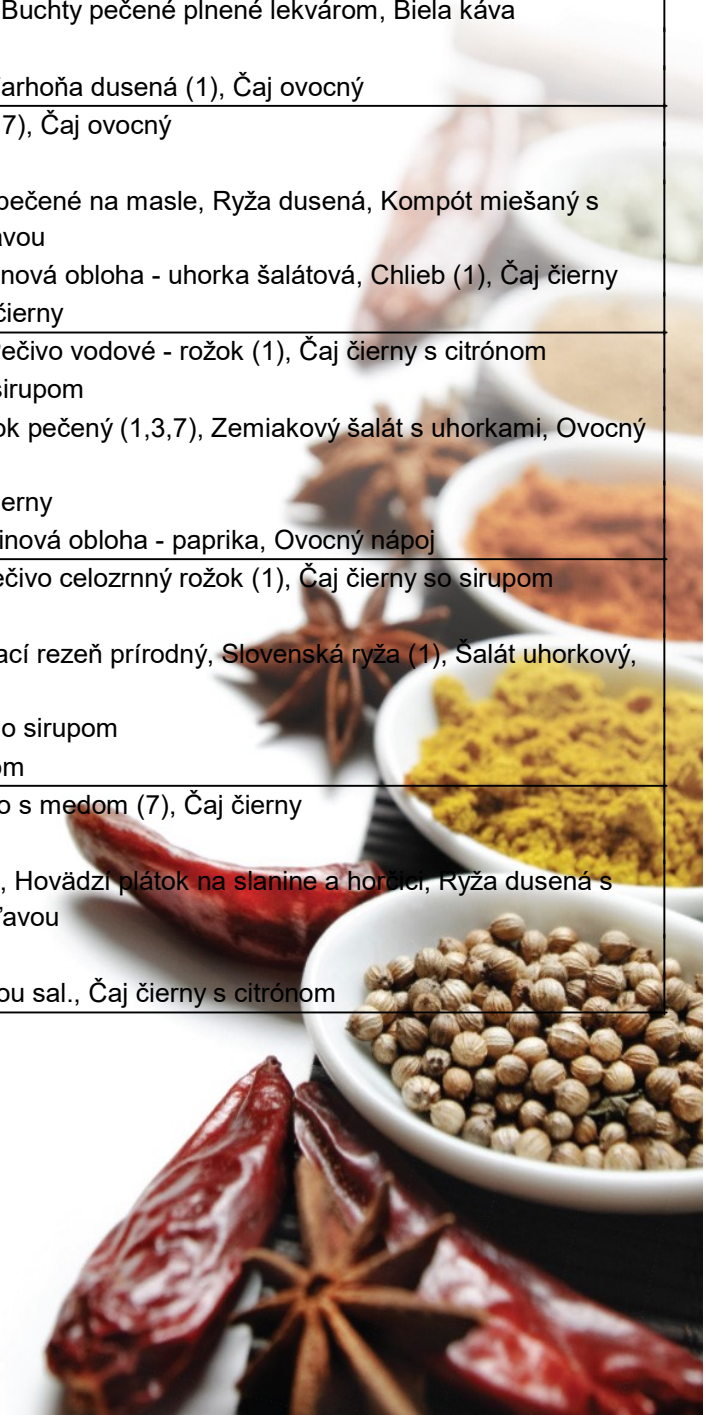 Buchty pečené plnené lekvárom, Biela káva
arhoňa dusená (1), Čaj ovocný
7), Čaj ovocný
pečené na masle, Ryža dusená, Kompót miešaný s
avou
nová obloha - uhorka šalátová, Chlieb (1), Čaj čierny
čierny
ečivo vodové - rožok (1), Čaj čierny s citrónom
sirupom
ok pečený (1,3,7), Zemiakový šalát s uhorkami, Ovocný
erny
inová obloha - paprika, Ovocný nápoj
ečivo celozrnný rožok (1), Čaj čierny so sirupom
ací rezeň prírodný, Slovenská ryža (1), Šalát uhorkový,
o sirupom
om
o s medom (7), Čaj čierny
, Hovädzí plátok na slanine a horčici, Ryža dusená s
ťavou
ou sal., Čaj čierny s citrónom